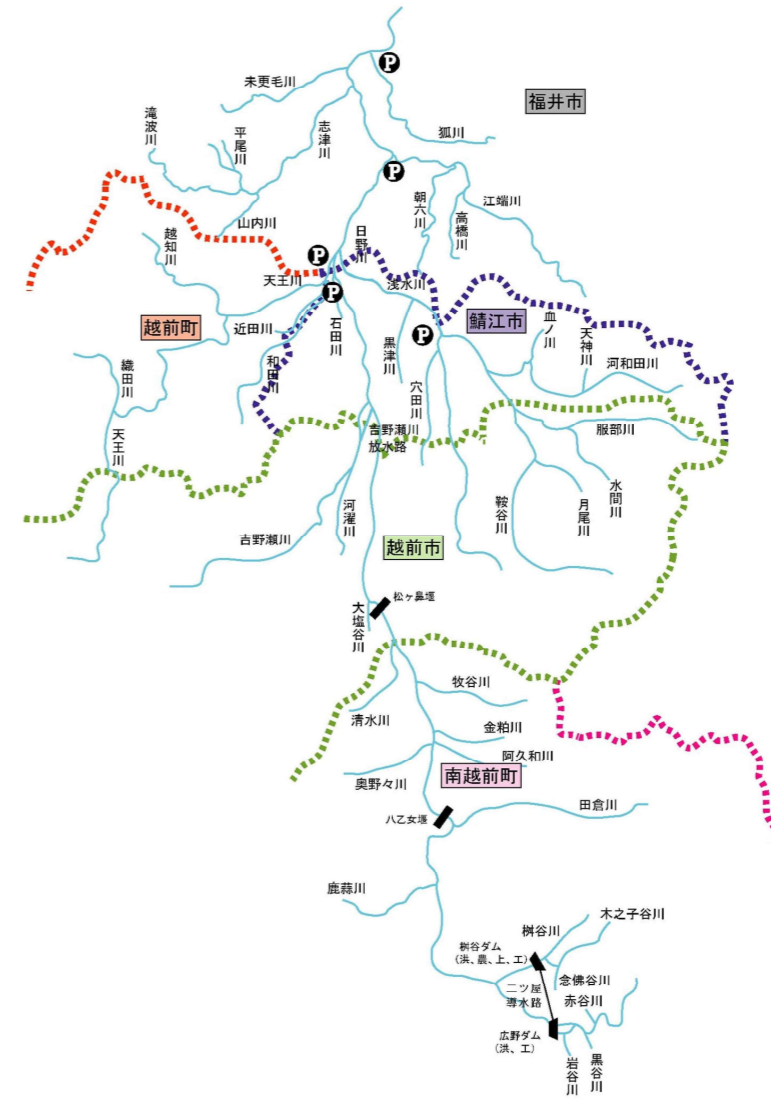 P
未更毛川
福井市
滝波川
平尾川
志津川
狐川
P
朝六川
高橋川
江端川
山内川
越知川
日野川
P
天王川
浅水川
P
越前町
近田川
石田川
黒津川
P
鯖江市
血ノ川
天神川
河和田川
織田川
和田川
穴田川
天王川
吉野瀬川
放水路
服部川
河濯川
鞍谷川
月尾川
水間川
吉野瀬川
越前市
松ヶ鼻堰
大塩谷川
牧谷川
清水川
金粕川
阿久和川
南越前町
奥野々川
八乙女堰
田倉川
鹿蒜川
木之子谷川
桝谷川
桝谷ダム
(洪、農、上、工)
念佛谷川
二ツ屋
導水路
赤谷川
広野ダム
(洪、工)
岩谷川
黒谷川